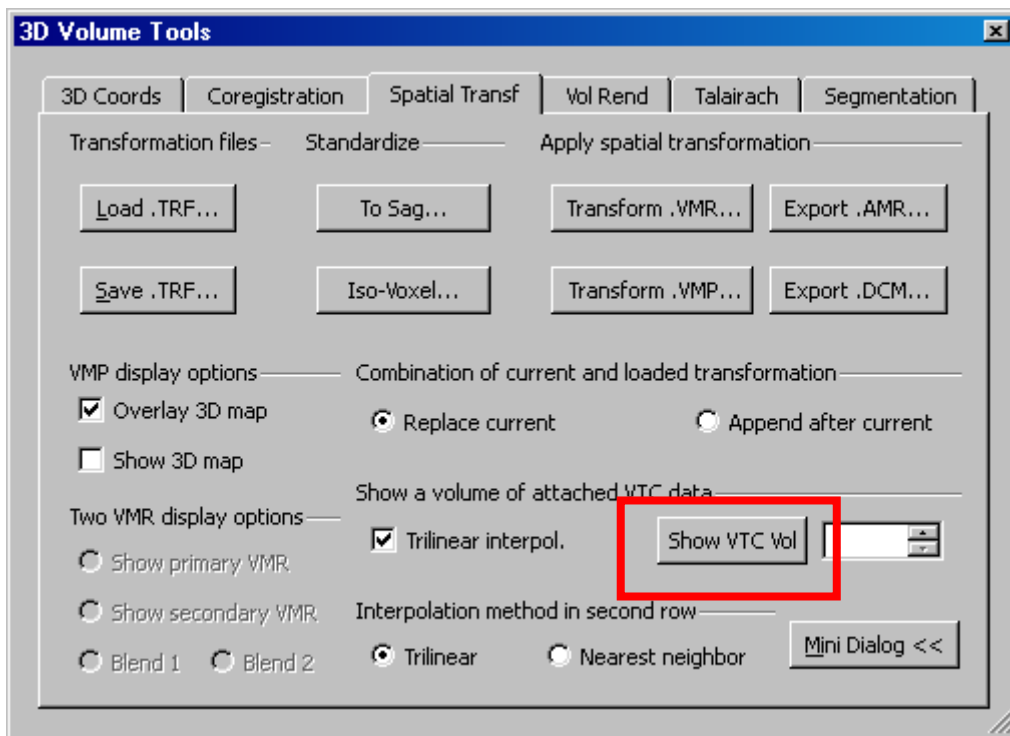 3D Volume Tools
3D Coords Coregistration Spatial Transf Vol Rend Talairach Segmentation
Transformation files Standardize Apply spatial transformation
Load .TRF... To Sag... Transform .VMR... Export .AMR...
Save .TRF... Iso-Voxel... Transform .VMP... Export .DCM...
VMP display options Combination of current and loaded transformation
Overlay 3D map Replace current Append after current
Show 3D map
Show a volume of attached VTC data
Two VMR display options
Trilinear interpol. Show VTC Vol
Show primary VMR
Show secondary VMR Interpolation method in second row
Blend 1 Blend 2 Trilinear Nearest neighbor Mini Dialog <<